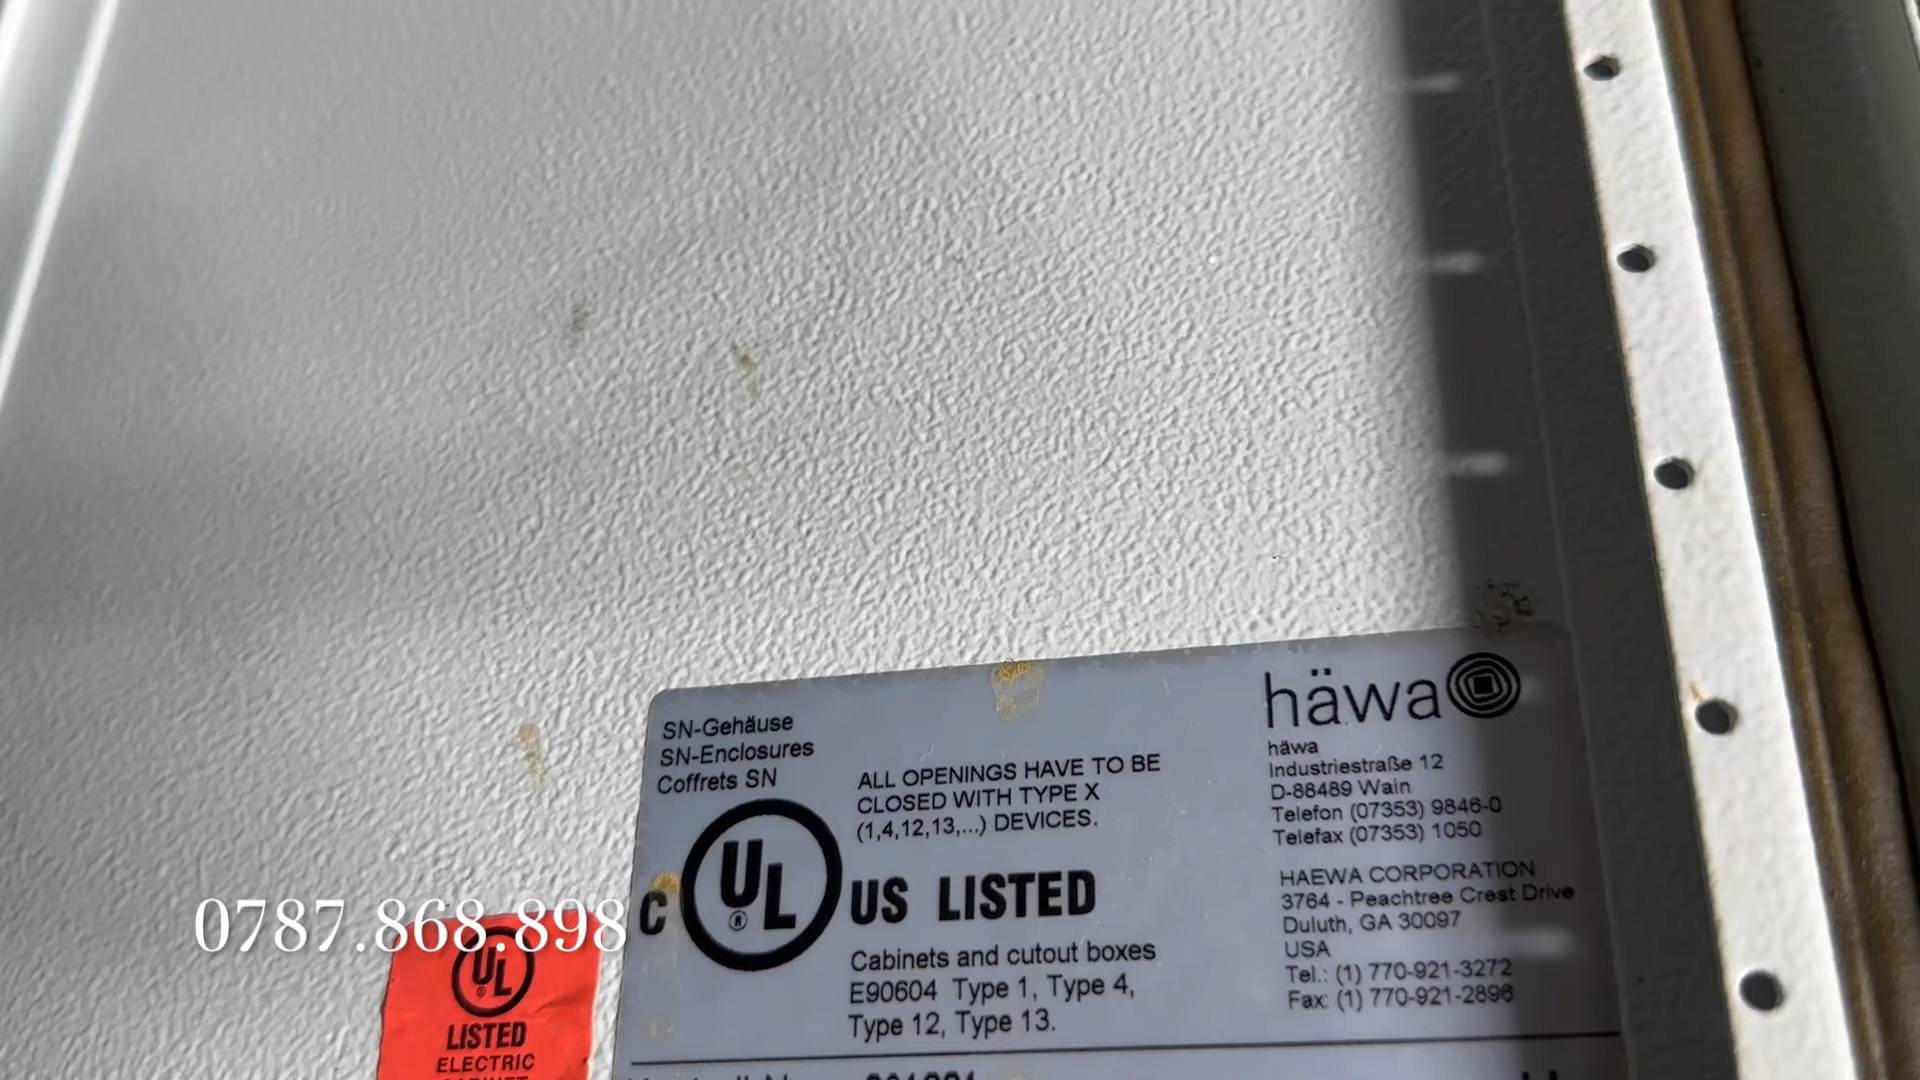 SN-Gehäuse
SN-Enclosures
Coffrets SN
ALL OPENINGS HAVE TO BE
CLOSED WITH TYPE X
(1,4,12,13,...) DEVICES.
C UL ® US LISTED
Cabinets and cutout boxes
E90604 Type 1, Type 4,
Type 12, Type 13.
häwa
häwa
Industriestraße 12
D-88489 Wain
Telefon (07353) 9846-0
Telefax (07353) 1050
HAEWA CORPORATION
3764 - Peachtree Crest Drive
Duluth, GA 30097
USA
Tel.: (1) 770-921-3272
Fax: (1) 770-921-2896
0787.868.898
UL ®
LISTED
ELECTRIC